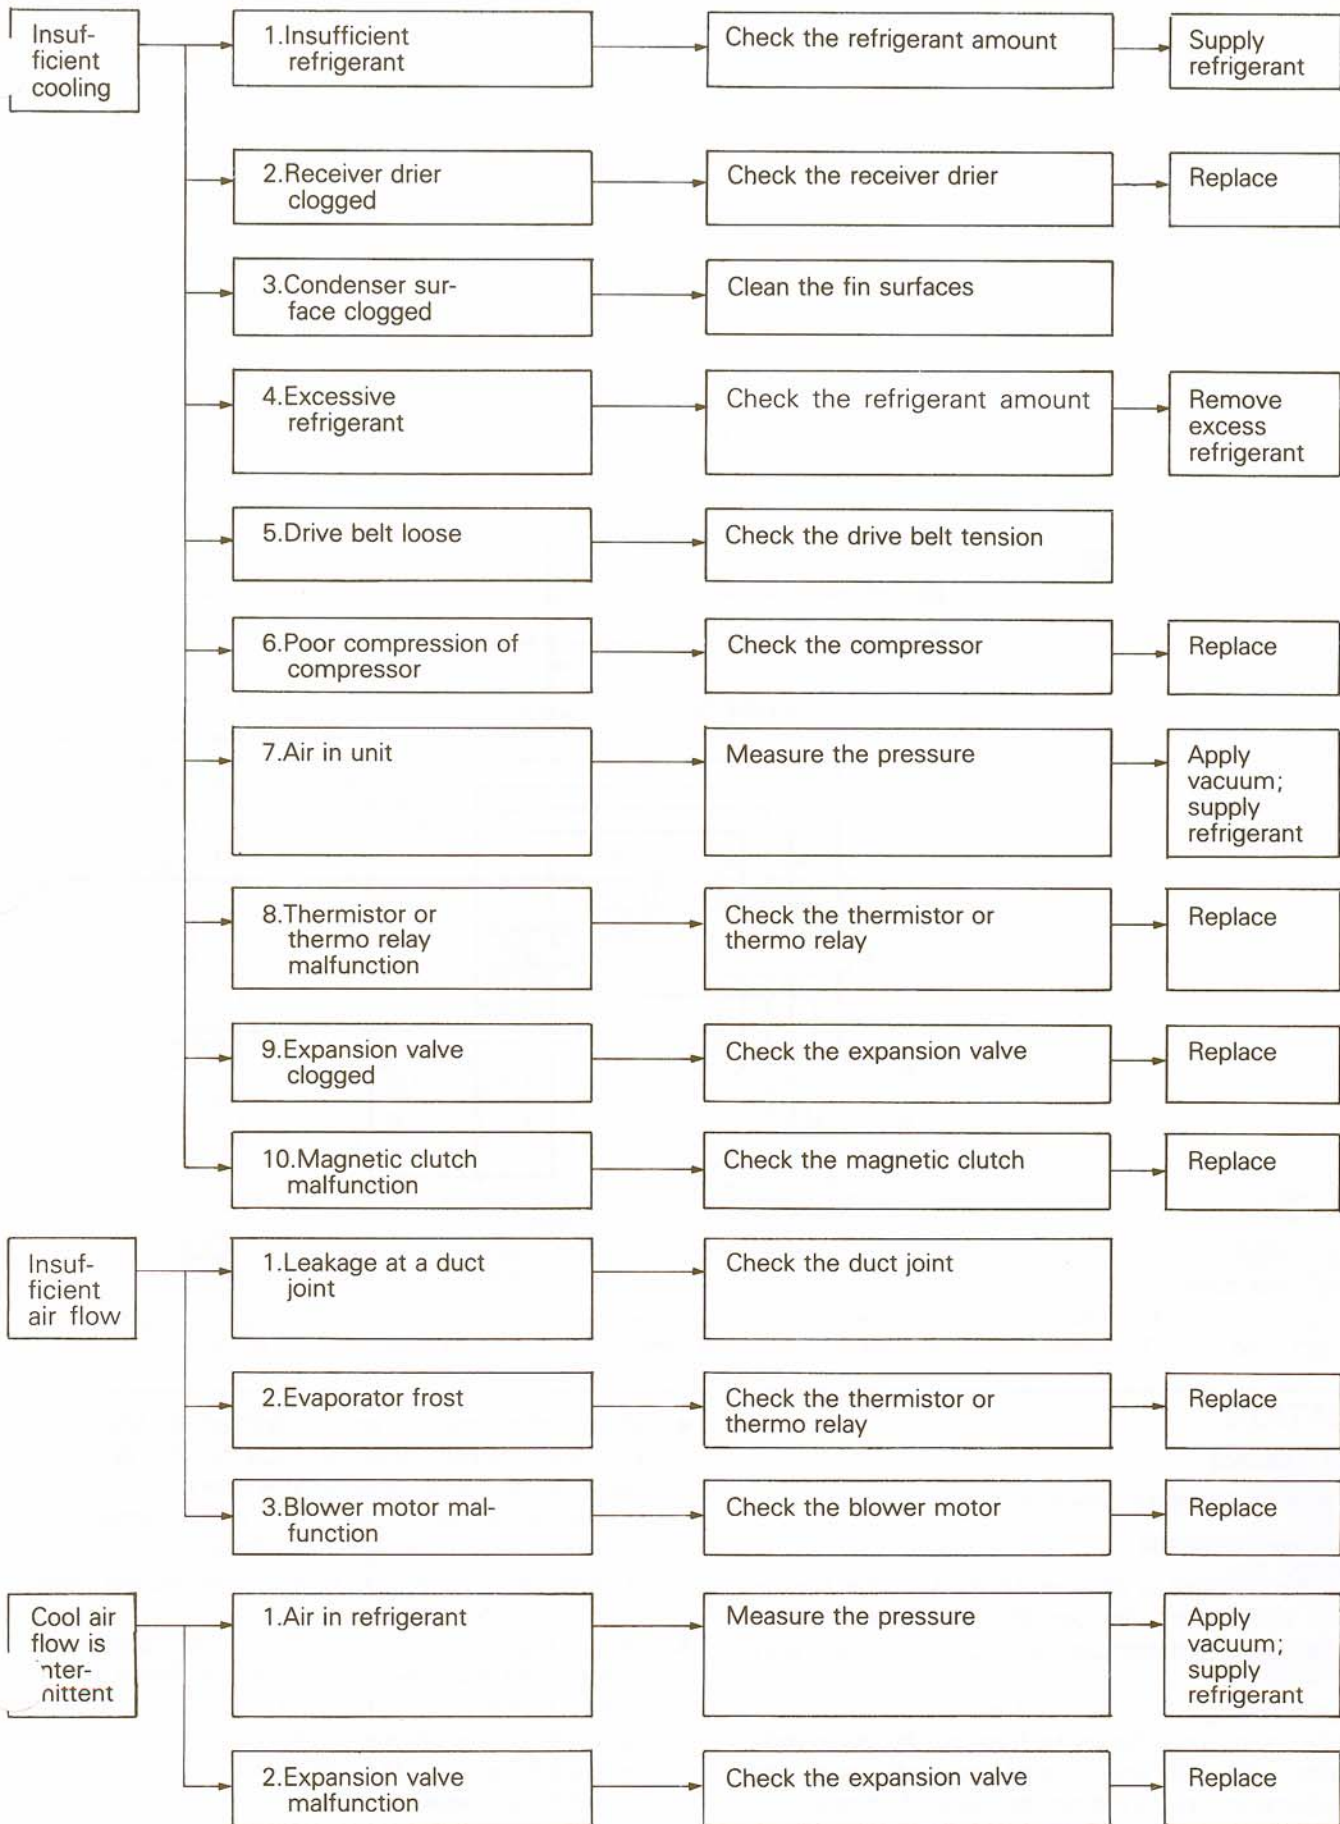 Insuf-
ficient
cooling
1.Insufficient
refrigerant
Check the refrigerant amount
Supply
refrigerant
2.Receiver drier
clogged
Check the receiver drier
Replace
3.Condenser sur-
face clogged
Clean the fin surfaces
4.Excessive
refrigerant
Check the refrigerant amount
Remove
excess
refrigerant
5.Drive belt loose
Check the drive belt tension
6.Poor compression of
compressor
Check the compressor
Replace
7.Air in unit
Measure the pressure
Apply
vacuum;
supply
refrigerant
8.Thermistor or
thermo relay
malfunction
Check the thermistor or
thermo relay
Replace
9.Expansion valve
clogged
Check the expansion valve
Replace
10.Magnetic clutch
malfunction
Check the magnetic clutch
Replace
Insuf-
ficient
air flow
1.Leakage at a duct
joint
Check the duct joint
2.Evaporator frost
Check the thermistor or
thermo relay
Replace
3.Blower motor mal-
function
Check the blower motor
Replace
Cool air
flow is
nter-
nittent
1.Air in refrigerant
Measure the pressure
Apply
vacuum;
supply
refrigerant
2.Expansion valve
malfunction
Check the expansion valve
Replace